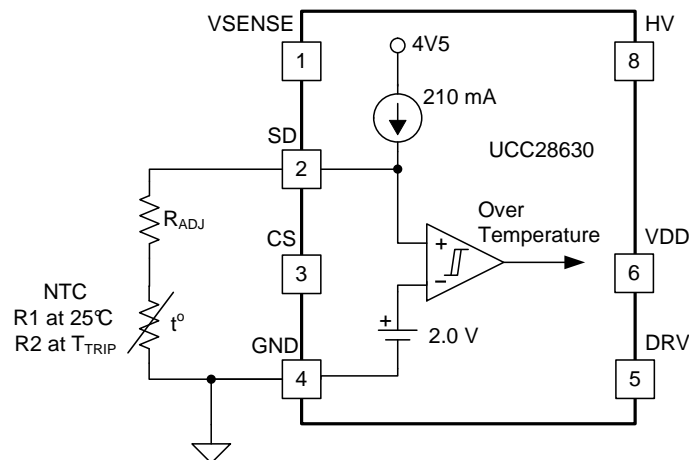 VSENSE
HV
1
8
4V5
210 mA
SD
UCC28630
2
RADJ
Over
Temperature
CS
VDD
+
3
6
−
NTC
R1 at 25°C
R2 at TTRIP
to
+
2.0 V
GND
DRV
4
5